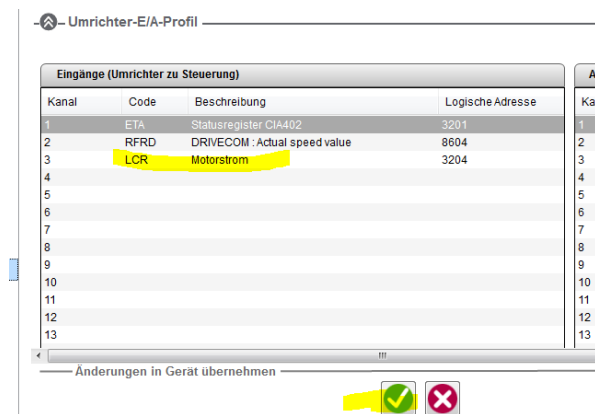 Umrichter-E/A-Profil
Eingänge (Umrichter zu Steuerung)
A
Kanal Code Beschreibung Logische Adresse Ka
1 ETA Statusregister CIA402 3201 1
2 RFRD DRIVECOM : Actual speed value 8604 2
3 LCR Motorstrom 3204 3
4 4
5 5
6 6
7 7
8 8
9 9
10 10
11 11
12 12
13 13
Änderungen in Gerät übernehmen